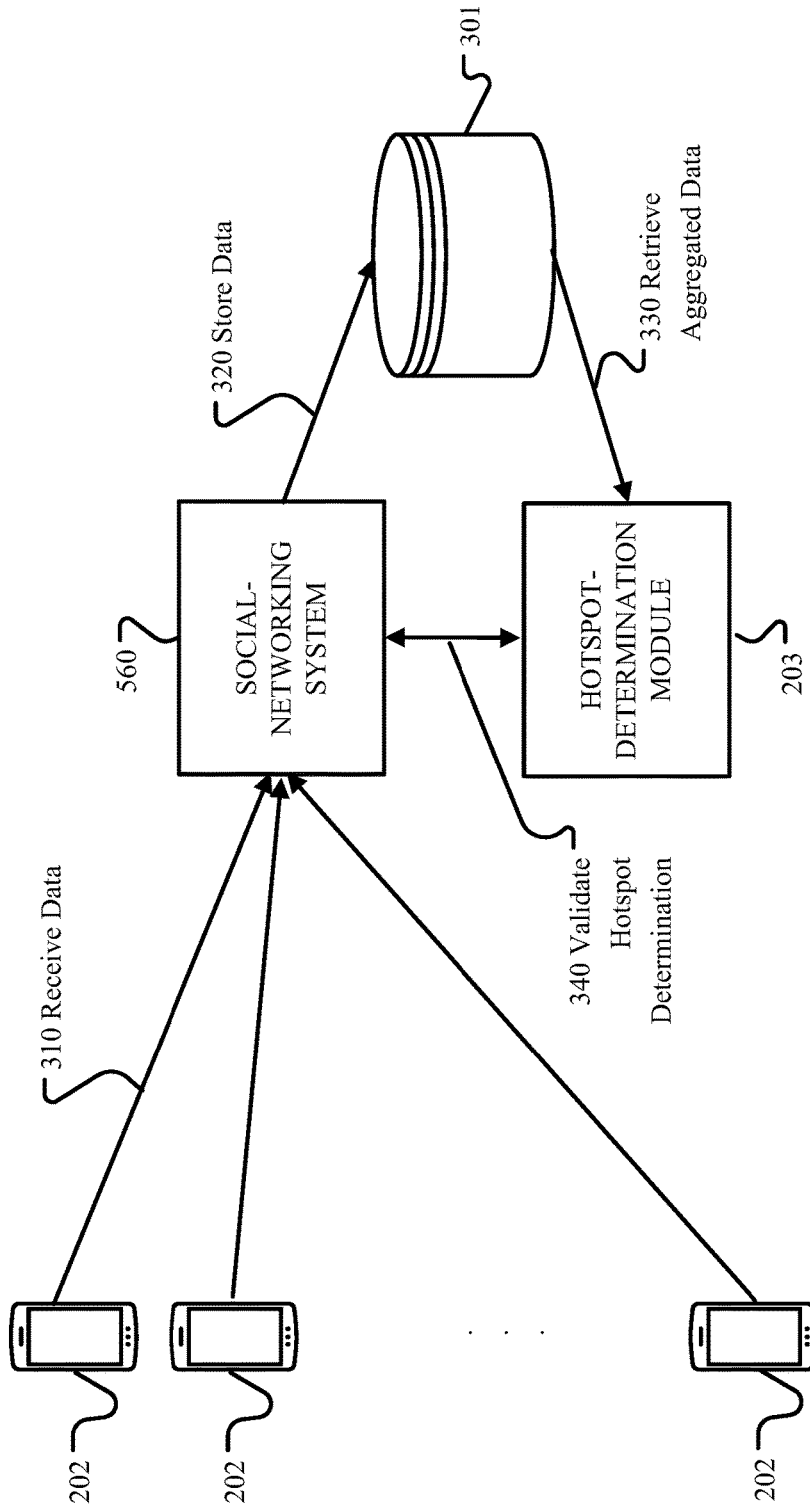 202
202
202
310 Receive Data
560
SOCIAL-
NETWORKING
SYSTEM
320 Store Data
301
340 Validate
Hotspot
Determination
HOTSPOT-
DETERMINATION
MODULE
203
330 Retrieve
Aggregated Data